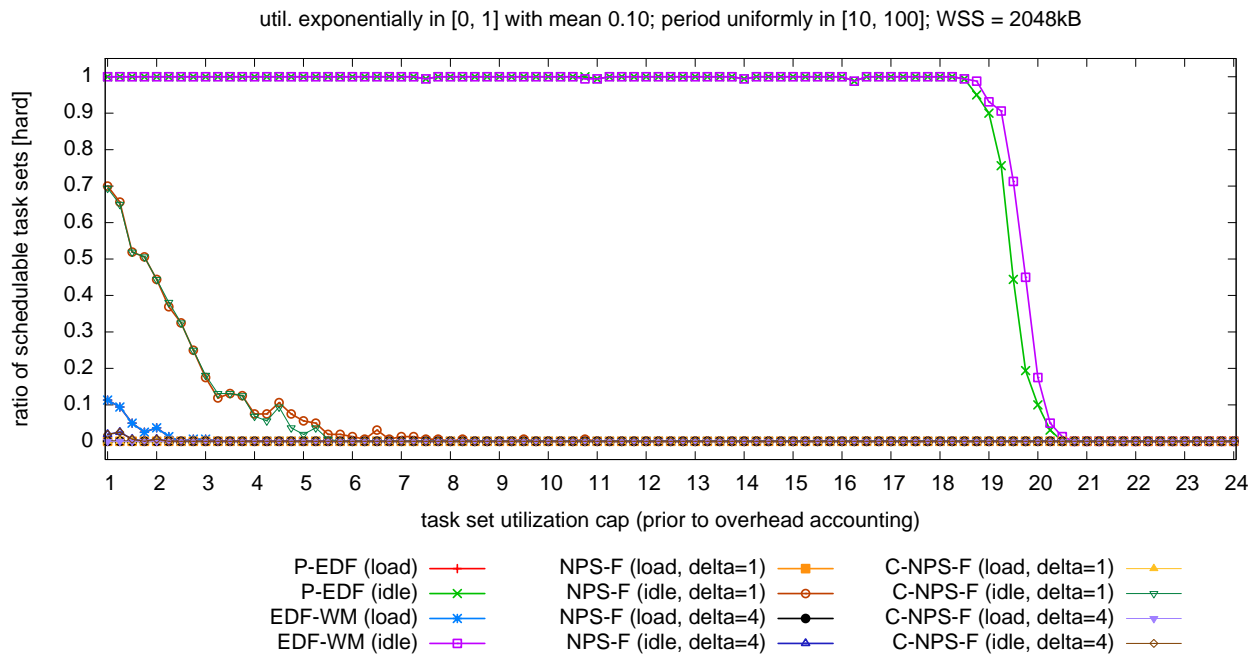 util. exponentially in [0, 1] with mean 0.10; period uniformly in [10, 100]; WSS = 2048kB
ratio of schedulable task sets [hard]
1
0.9
0.8
0.7
0.6
0.5
0.4
0.3
0.2
0.1
0
1 2 3 4 5 6 7 8 9 10 11 12 13 14 15 16 17 18 19 20 21 22 23 24
task set utilization cap (prior to overhead accounting)
P-EDF (load) NPS-F (load, delta=1) C-NPS-F (load, delta=1)
P-EDF (idle) NPS-F (idle, delta=1) C-NPS-F (idle, delta=1)
EDF-WM (load) NPS-F (load, delta=4) C-NPS-F (load, delta=4)
EDF-WM (idle) NPS-F (idle, delta=4) C-NPS-F (idle, delta=4)